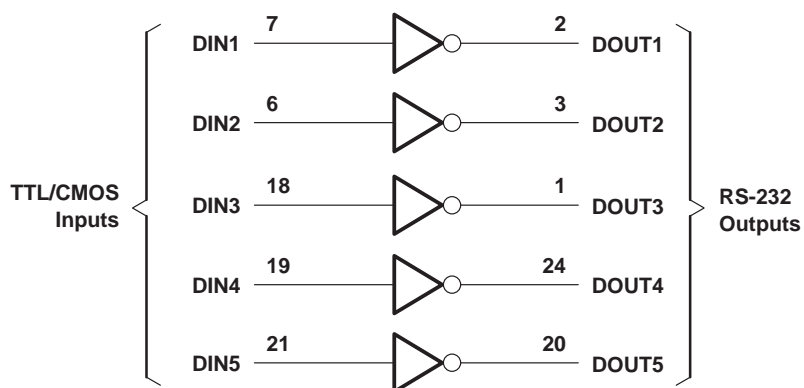 DIN1 7 2 DOUT1
DIN2 6 3 DOUT2
TTL/CMOS
Inputs
DIN3 18 1 DOUT3
RS-232
Outputs
DIN4 19 24 DOUT4
DIN5 21 20 DOUT5